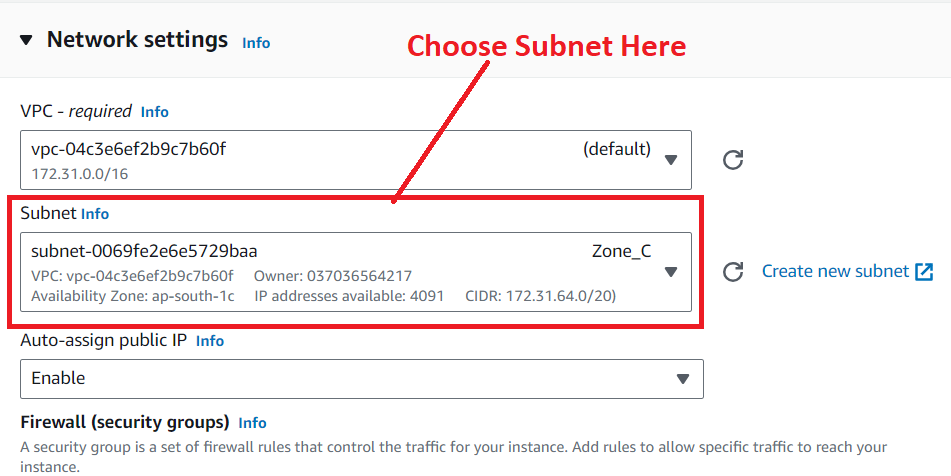 Network settings Info
Choose Subnet Here
VPC - required Info
vpc-04c3e6ef2b9c7b60f (default)
172.31.0.0/16
Subnet Info
subnet-0069fe2e6e5729baa Zone_C
VPC: vpc-04c3e6ef2b9c7b60f Owner: 037036564217
Availability Zone: ap-south-1c IP addresses available: 4091 CIDR: 172.31.64.0/20)
Create new subnet
Auto-assign public IP Info
Enable
Firewall (security groups) Info
A security group is a set of firewall rules that control the traffic for your instance. Add rules to allow specific traffic to reach your
instance.